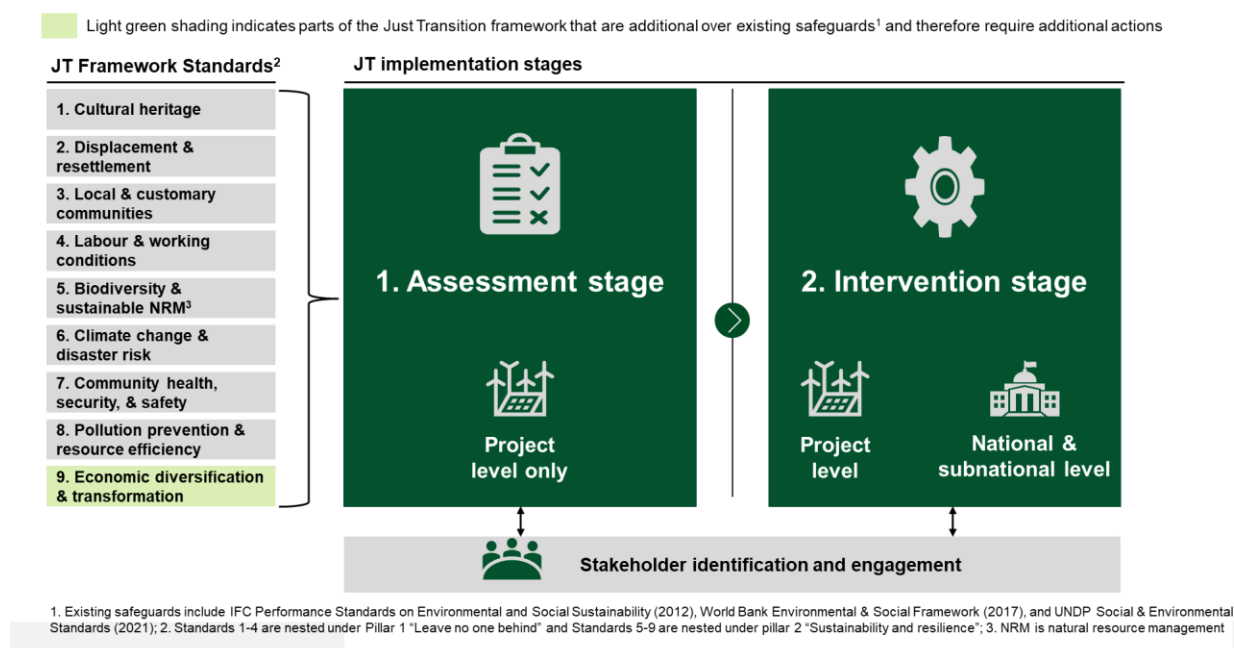 Light green shading indicates parts of the Just Transition framework that are additional over existing safeguards¹ and therefore require additional actions
JT Framework Standards²
JT implementation stages
1. Cultural heritage
2. Displacement &
resettlement
3. Local & customary
communities
4. Labour & working
conditions
5. Biodiversity &
sustainable NRM³
6. Climate change &
disaster risk
7. Community health,
security, & safety
8. Pollution prevention &
resource efficiency
9. Economic diversification
& transformation
1. Assessment stage
Project
level only
2. Intervention stage
Project
level
National &
subnational level
Stakeholder identification and engagement
1. Existing safeguards include IFC Performance Standards on Environmental and Social Sustainability (2012), World Bank Environmental & Social Framework (2017), and UNDP Social & Environmental
Standards (2021); 2. Standards 1-4 are nested under Pillar 1 “Leave no one behind” and Standards 5-9 are nested under pillar 2 “Sustainability and resilience”; 3. NRM is natural resource management